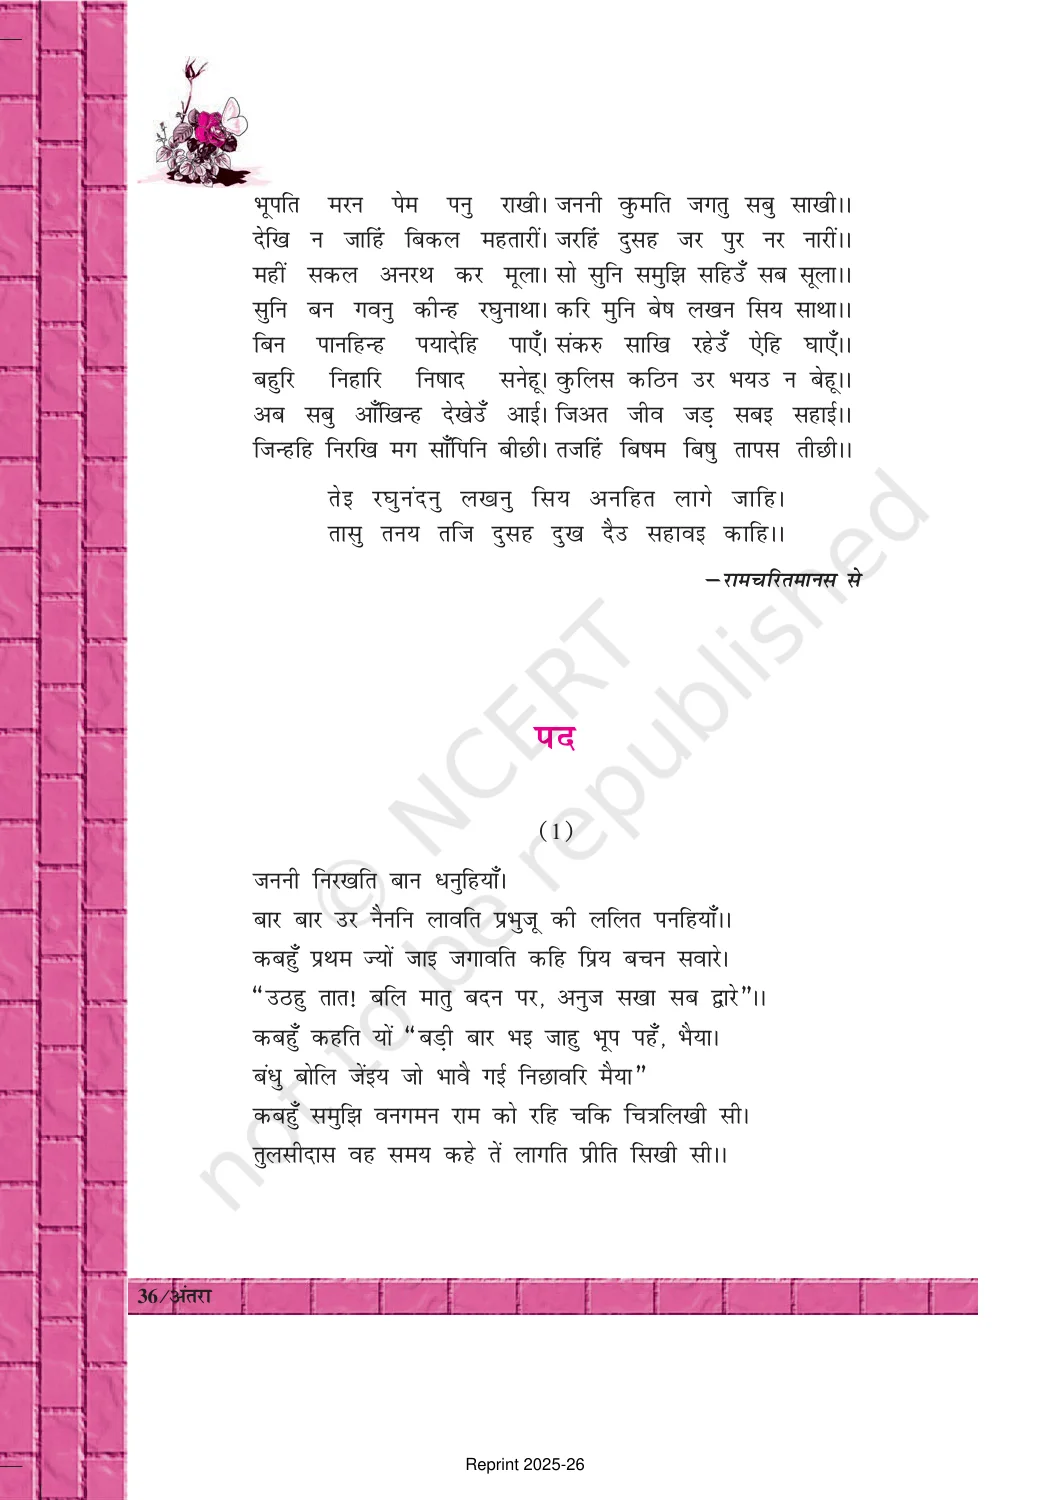 भूपति मरन पेम पनु राखी। जननी कुमति जगतु सबु साखी।।
देखि न जाहिं बिकल महतारीं। जरहिं दुसह जर पुर नर नारीं।।
महीं सकल अनरथ कर मूला। सो सुनि समुझि सहिउँ सब सूला।।
सुनि बन गवनु कीन्ह रघुनाथा। करि मुनि बेष लखन सिय साथा।।
बिन पानहिन्ह पयादेहि पाएँ। संकरु साखि रहेउँ ऐहि घाएँ।।
बहुरि निहारि निषाद सनेहू। कुलिस कठिन उर भयउ न बेहू।।
अब सबु आँखिन्ह देखेउँ आई। जिअत जीव जड़ सबइ सहाई।।
जिन्हहि निरखि मग साँपिनि बीछी। तजहिं बिषम बिषु तापस तीछी।।
तेइ रघुनंदनु लखनु सिय अनहित लागे जाहि।
तासु तनय तजि दुसह दुख दैउ सहावइ काहि।।
–रामचरितमानस से
पद
(1)
जननी निरखति बान धनुहियाँ।
बार बार उर नैननि लावति प्रभुजू की ललित पनहियाँ।।
कबहुँ प्रथम ज्यों जाइ जगावति कहि प्रिय बचन सवारे।
“उठहु तात! बलि मातु बदन पर, अनुज सखा सब द्वारे”।।
कबहुँ कहति यों “बड़ी बार भइ जाहु भूप पहँ, भैया।
बंधु बोलि जेंइय जो भावै गई निछावरि मैया”
कबहुँ समुझि वनगमन राम को रहि चकि चित्रलिखी सी।
तुलसीदास वह समय कहे तें लागति प्रीति सिखी सी।।
© NCERT
not to be republished
36/अंतरा
Reprint 2025-26